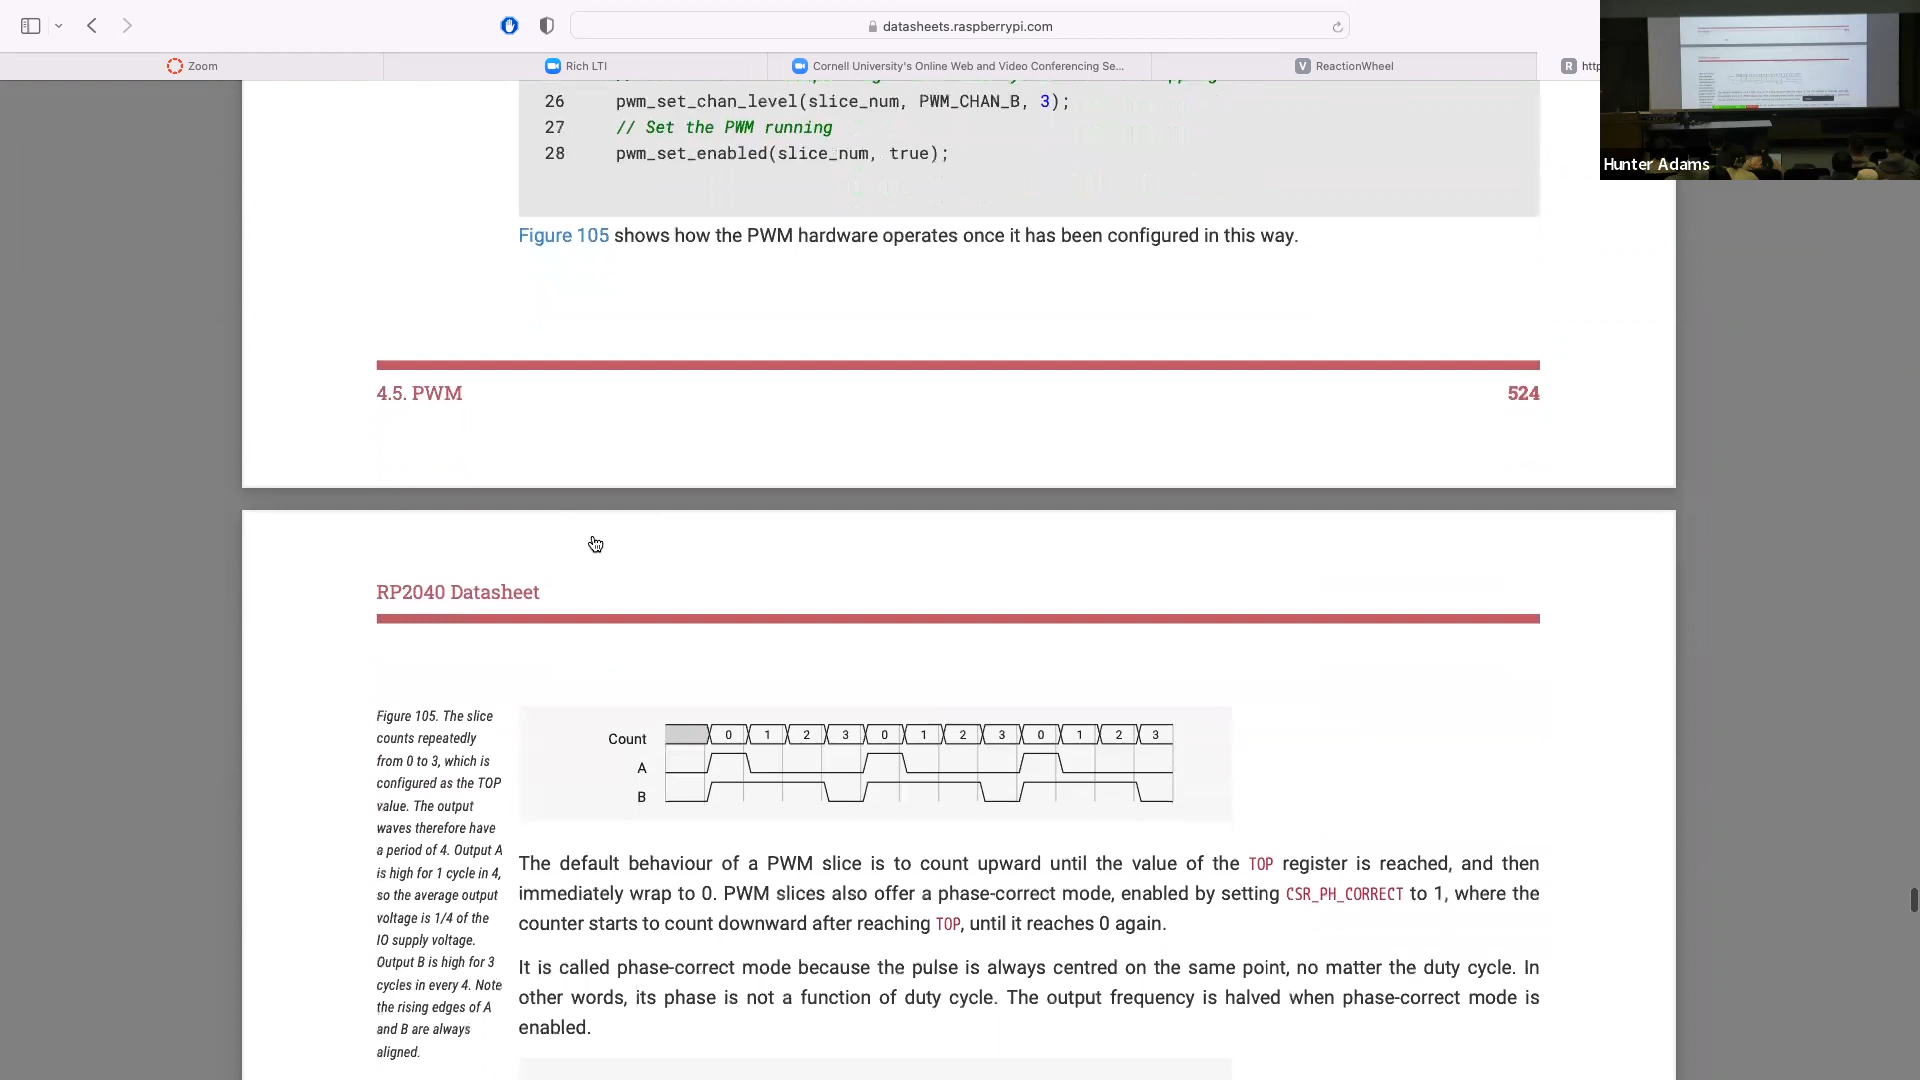 datasheets.raspberrypi.com
Zoom
Rich LTI
Cornell University's Online Web and Video Conferencing Se...
V ReactionWheel
R http
Hunter Adams
26 pwm_set_chan_level(slice_num, PWM_CHAN_B, 3);
27 // Set the PWM running
28 pwm_set_enabled(slice_num, true);
Figure 105 shows how the PWM hardware operates once it has been configured in this way.
4.5. PWM 524
RP2040 Datasheet
Figure 105. The slice
counts repeatedly
from 0 to 3, which is
configured as the TOP
value. The output
waves therefore have
a period of 4. Output A
is high for 1 cycle in 4,
so the average output
voltage is 1/4 of the
IO supply voltage.
Output B is high for 3
cycles in every 4. Note
the rising edges of A
and B are always
aligned.
Count 0 1 2 3 0 1 2 3 0 1 2 3
A
B
The default behaviour of a PWM slice is to count upward until the value of the TOP register is reached, and then
immediately wrap to 0. PWM slices also offer a phase-correct mode, enabled by setting CSR_PH_CORRECT to 1, where the
counter starts to count downward after reaching TOP, until it reaches 0 again.
It is called phase-correct mode because the pulse is always centred on the same point, no matter the duty cycle. In
other words, its phase is not a function of duty cycle. The output frequency is halved when phase-correct mode is
enabled.